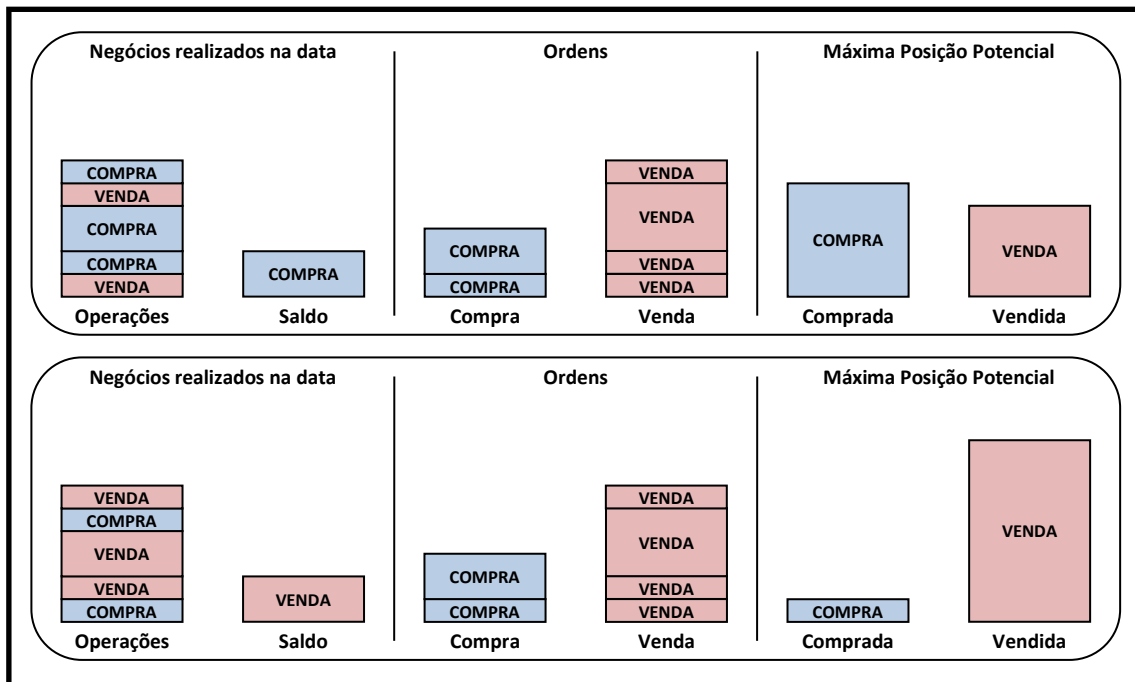 Negócios realizados na data
Ordens
Máxima Posição Potencial
COMPRA
VENDA
COMPRA
COMPRA
VENDA
Operações
COMPRA
Saldo
COMPRA
COMPRA
Compra
VENDA
VENDA
VENDA
VENDA
Venda
COMPRA
Comprada
VENDA
Vendida
Negócios realizados na data
Ordens
Máxima Posição Potencial
VENDA
COMPRA
VENDA
VENDA
COMPRA
Operações
VENDA
Saldo
COMPRA
COMPRA
Compra
VENDA
VENDA
VENDA
VENDA
Venda
COMPRA
Comprada
VENDA
Vendida